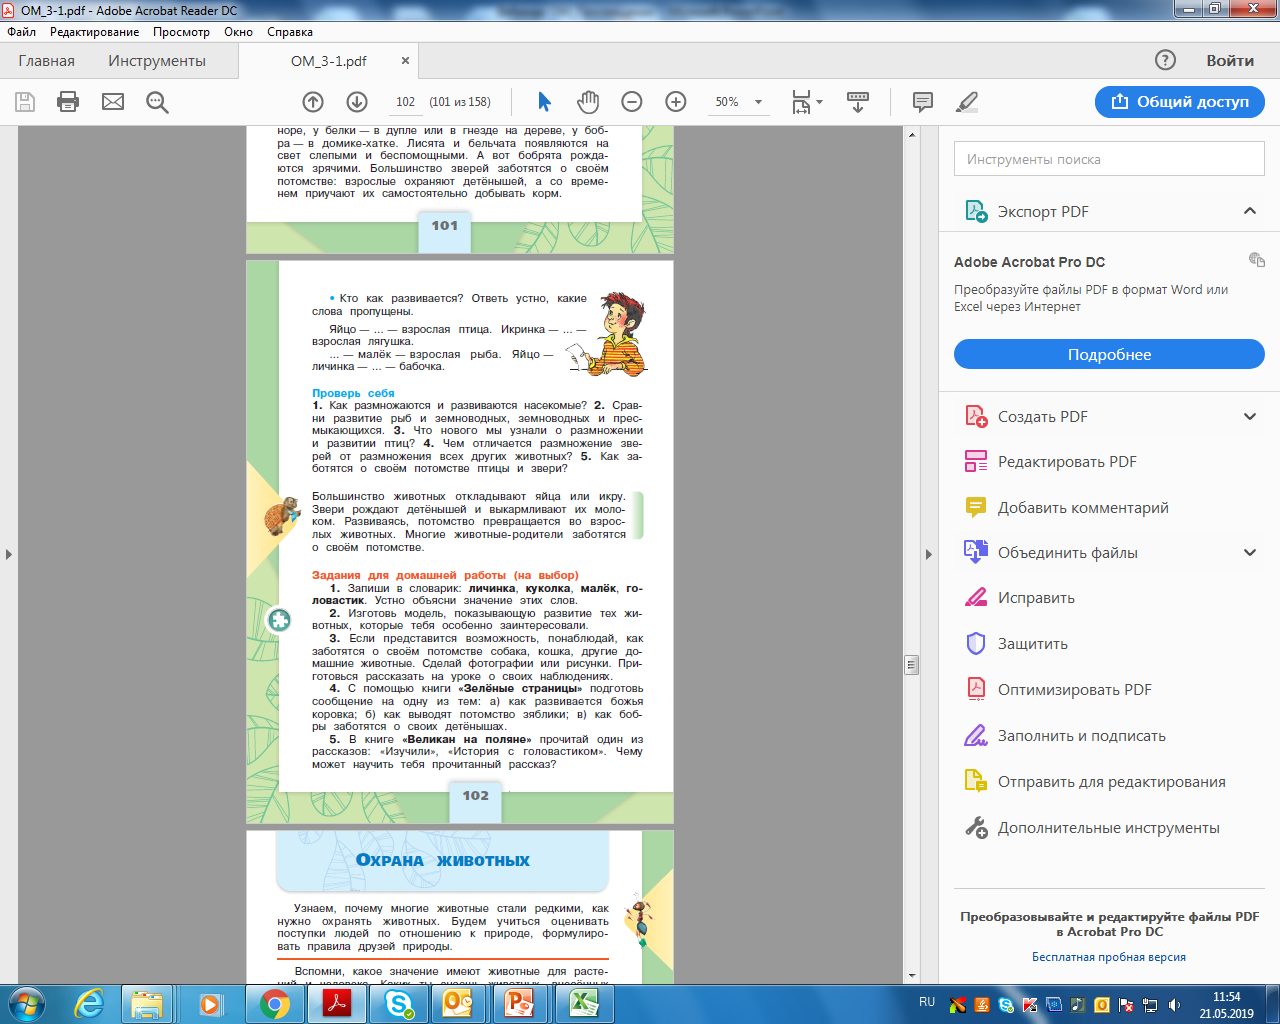 OM_3-1.pdf - Adobe Acrobat Reader DC
Файл Редактирование Просмотр Окно Справка
Главная Инструменты OM_3-1.pdf × Войти
102 (101 из 158) 50% Общий доступ
норе, у белки — в дупле или в гнезде на дереве, у боб-
ра — в домике-хатке. Лисята и бельчата появляются на
свет слепыми и беспомощными. А вот бобрята рожда-
ются зрячими. Большинство зверей заботятся о своём
потомстве: взрослые охраняют детёнышей, а со време-
нем приучают их самостоятельно добывать корм.
101
• Кто как развивается? Ответь устно, какие
слова пропущены.
Яйцо — ... — взрослая птица. Икринка — ... —
взрослая лягушка.
... — малёк — взрослая рыба. Яйцо —
личинка — ... — бабочка.
Проверь себя
1. Как размножаются и развиваются насекомые? 2. Срав-
ни развитие рыб и земноводных, земноводных и прес-
мыкающихся. 3. Что нового мы узнали о размножении
и развитии птиц? 4. Чем отличается размножение зве-
рей от размножения всех других животных? 5. Как за-
ботятся о своём потомстве птицы и звери?
Большинство животных откладывают яйца или икру.
Звери рождают детёнышей и выкармливают их моло-
ком. Развиваясь, потомство превращается во взрос-
лых животных. Многие животные-родители заботятся
о своём потомстве.
Задания для домашней работы (на выбор)
1. Запиши в словарик: личинка, куколка, малёк, го-
ловастик. Устно объясни значение этих слов.
2. Изготовь модель, показывающую развитие тех жи-
вотных, которые тебя особенно заинтересовали.
3. Если представится возможность, понаблюдай, как
заботятся о своём потомстве собака, кошка, другие до-
машние животные. Сделай фотографии или рисунки. При-
готовься рассказать на уроке о своих наблюдениях.
4. С помощью книги «Зелёные страницы» подготовь
сообщение на одну из тем: а) как развивается божья
коровка; б) как выводят потомство зяблики; в) как боб-
ры заботятся о своих детёнышах.
5. В книге «Великан на поляне» прочитай один из
рассказов: «Изучили», «История с головастиком». Чему
может научить тебя прочитанный рассказ?
102
Охрана животных
Узнаем, почему многие животные стали редкими, как
нужно охранять животных. Будем учиться оценивать
поступки людей по отношению к природе, формулиро-
вать правила друзей природы.
Вспомни, какое значение имеют животные для расте-
Инструменты поиска
Экспорт PDF
Adobe Acrobat Pro DC
Преобразуйте файлы PDF в формат Word или
Excel через Интернет
Подробнее
Создать PDF
Редактировать PDF
Добавить комментарий
Объединить файлы
Исправить
Защитить
Оптимизировать PDF
Заполнить и подписать
Отправить для редактирования
Дополнительные инструменты
Преобразовывайте и редактируйте файлы PDF
в Acrobat Pro DC
Бесплатная пробная версия
RU
11:54
21.05.2019